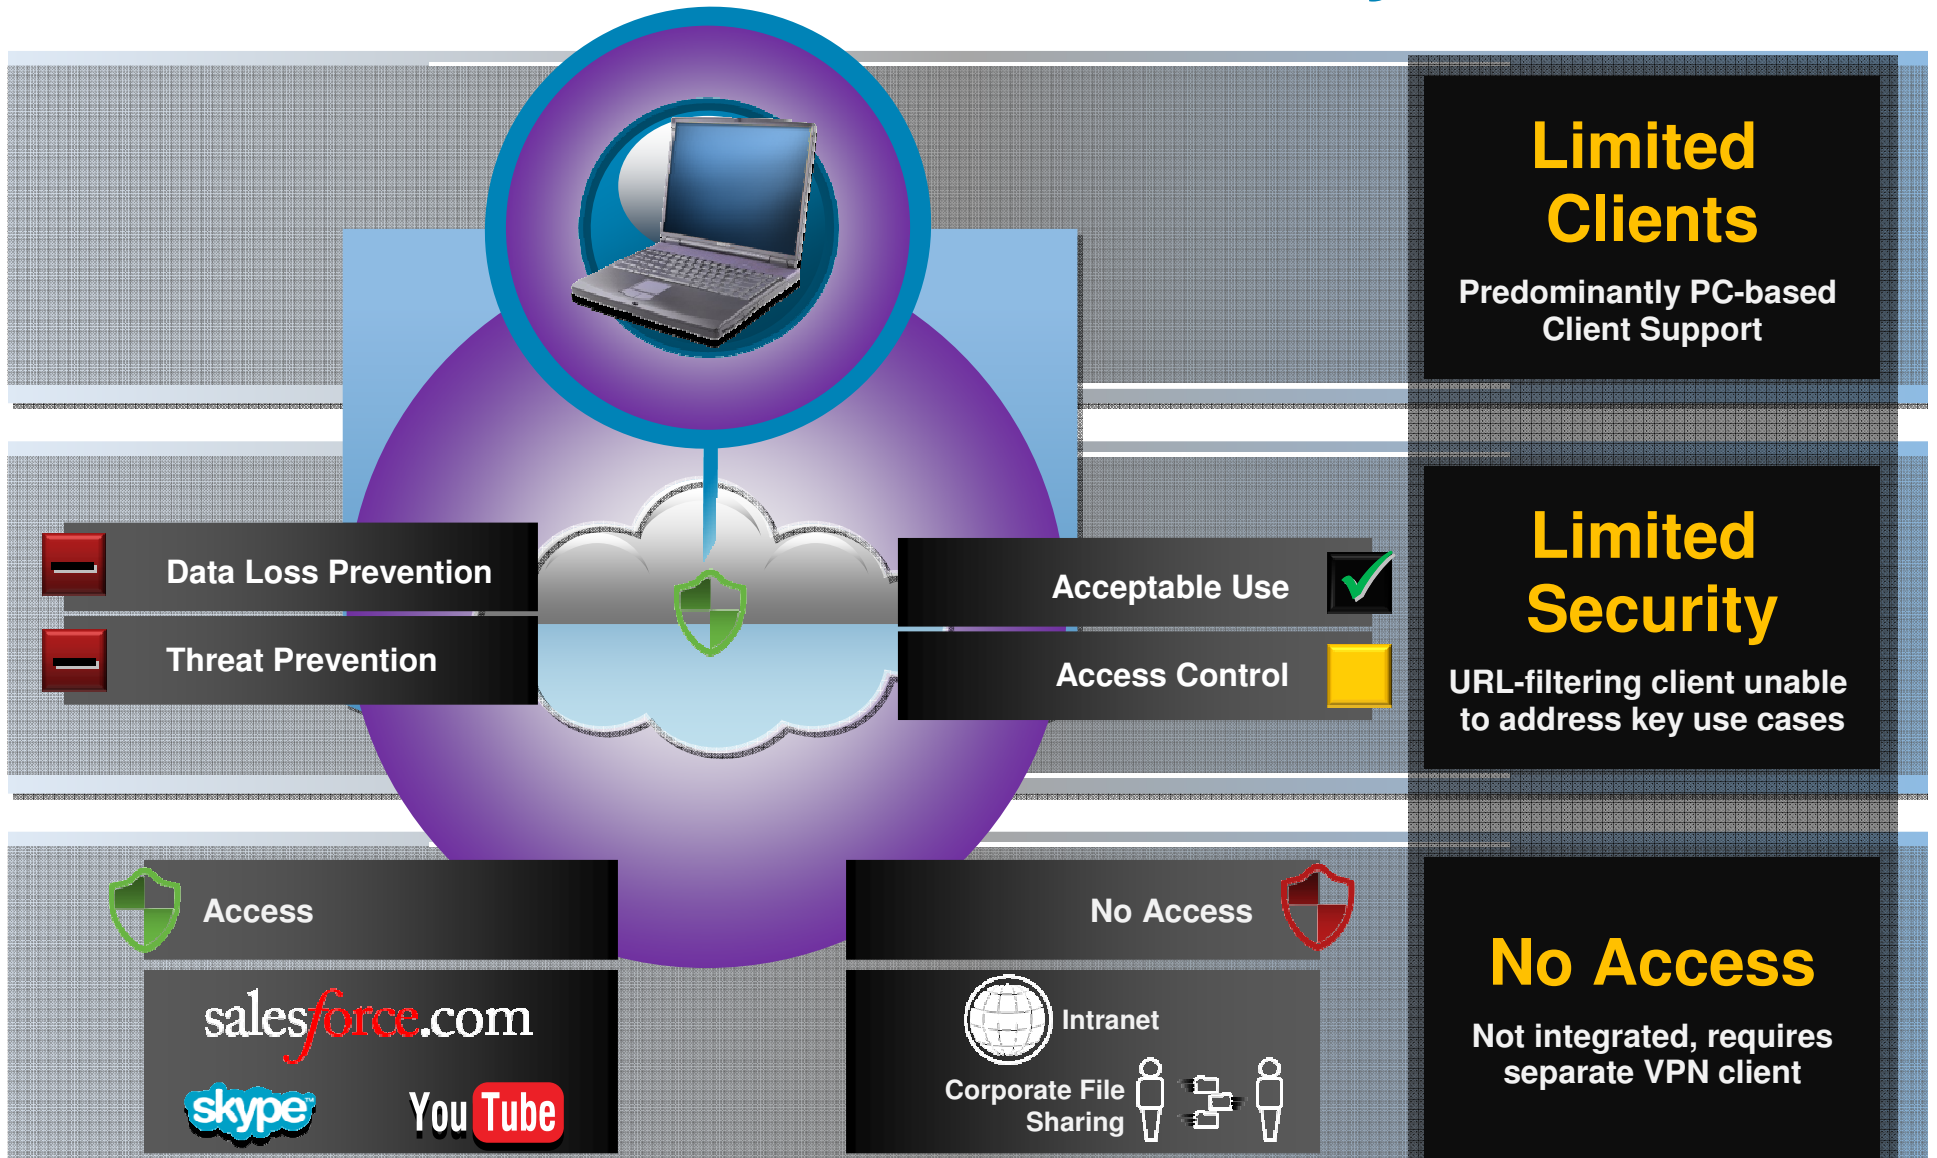 Limited
Clients
Predominantly PC-based
Client Support
Data Loss Prevention
Threat Prevention
Acceptable Use
Access Control
Limited
Security
URL-filtering client unable
to address key use cases
Access
salesforce.com
skype
You Tube
No Access
Intranet
Corporate File
Sharing
No Access
Not integrated, requires
separate VPN client